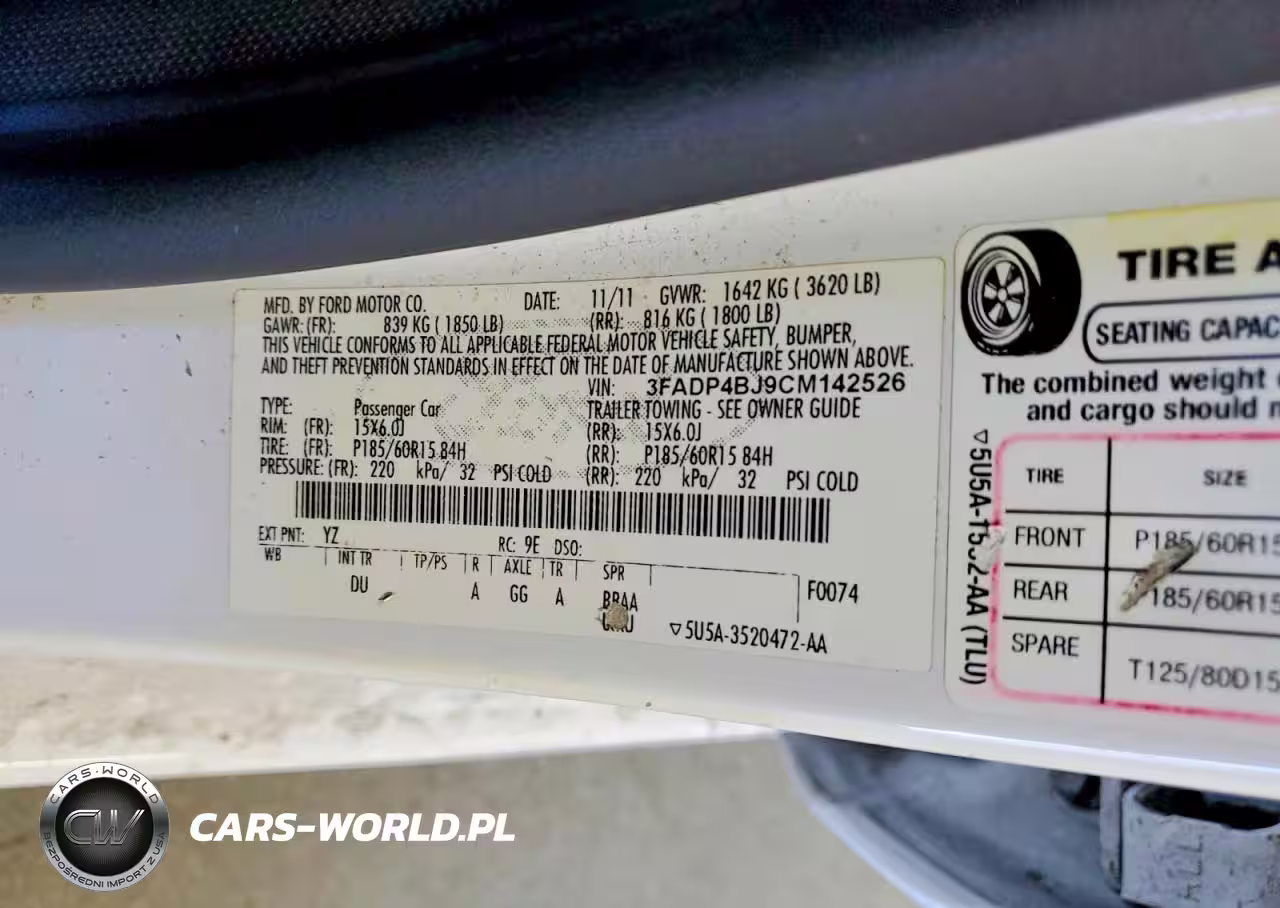 MFD. BY FORD MOTOR CO. DATE: 11/11 GVWR: 1642 KG ( 3620 LB)
GAWR: (FR): 839 KG ( 1850 LB) (RR): 816 KG ( 1800 LB)
THIS VEHICLE CONFORMS TO ALL APPLICABLE FEDERAL MOTOR VEHICLE SAFETY, BUMPER,
AND THEFT PREVENTION STANDARDS IN EFFECT ON THE DATE OF MANUFACTURE SHOWN ABOVE.
VIN: 3FADP4BJ9CM142526
TYPE: Passenger Car TRAILER TOWING - SEE OWNER GUIDE
RIM: (FR): 15X6.0J (RR): 15X6.0J
TIRE: (FR): P185/60R15 84H (RR): P185/60R15 84H
PRESSURE: (FR): 220 kPa/ 32 PSI COLD (RR): 220 kPa/ 32 PSI COLD
EXT PNT: YZ RC: 9E DSO:
WB INT TR TP/PS R AXLE TR SPR
DU A GG A BBAA F0074
▽5U5A-3520472-AA
TIRE A
SEATING CAPAC
The combined weight
and cargo should
TIRE SIZE
FRONT P185/60R15
REAR 185/60R15
SPARE T125/80D15
▽5U5A-1532-AA (TLU)
CARS-WORLD
CW
BEZPOŚREDNI IMPORT Z USA
CARS-WORLD.PL